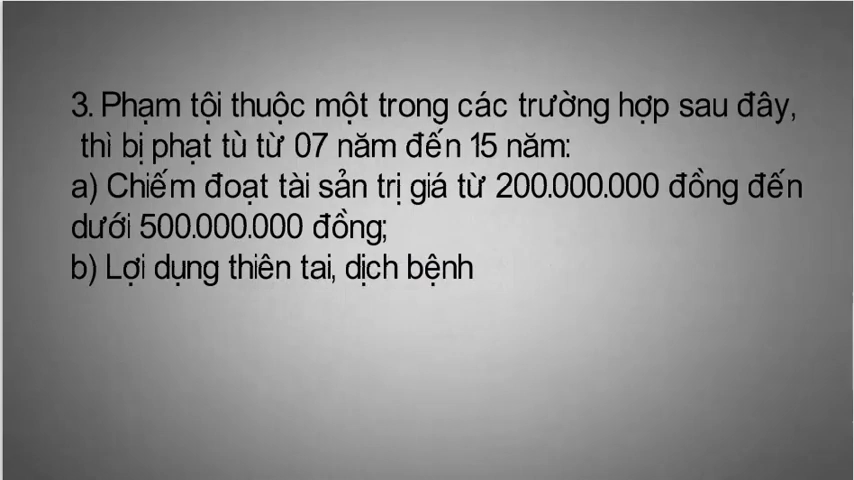 3. Phạm tội thuộc một trong các trường hợp sau đây,
thì bị phạt tù từ 07 năm đến 15 năm:
a) Chiếm đoạt tài sản trị giá từ 200.000.000 đồng đến
dưới 500.000.000 đồng;
b) Lợi dụng thiên tai, dịch bệnh